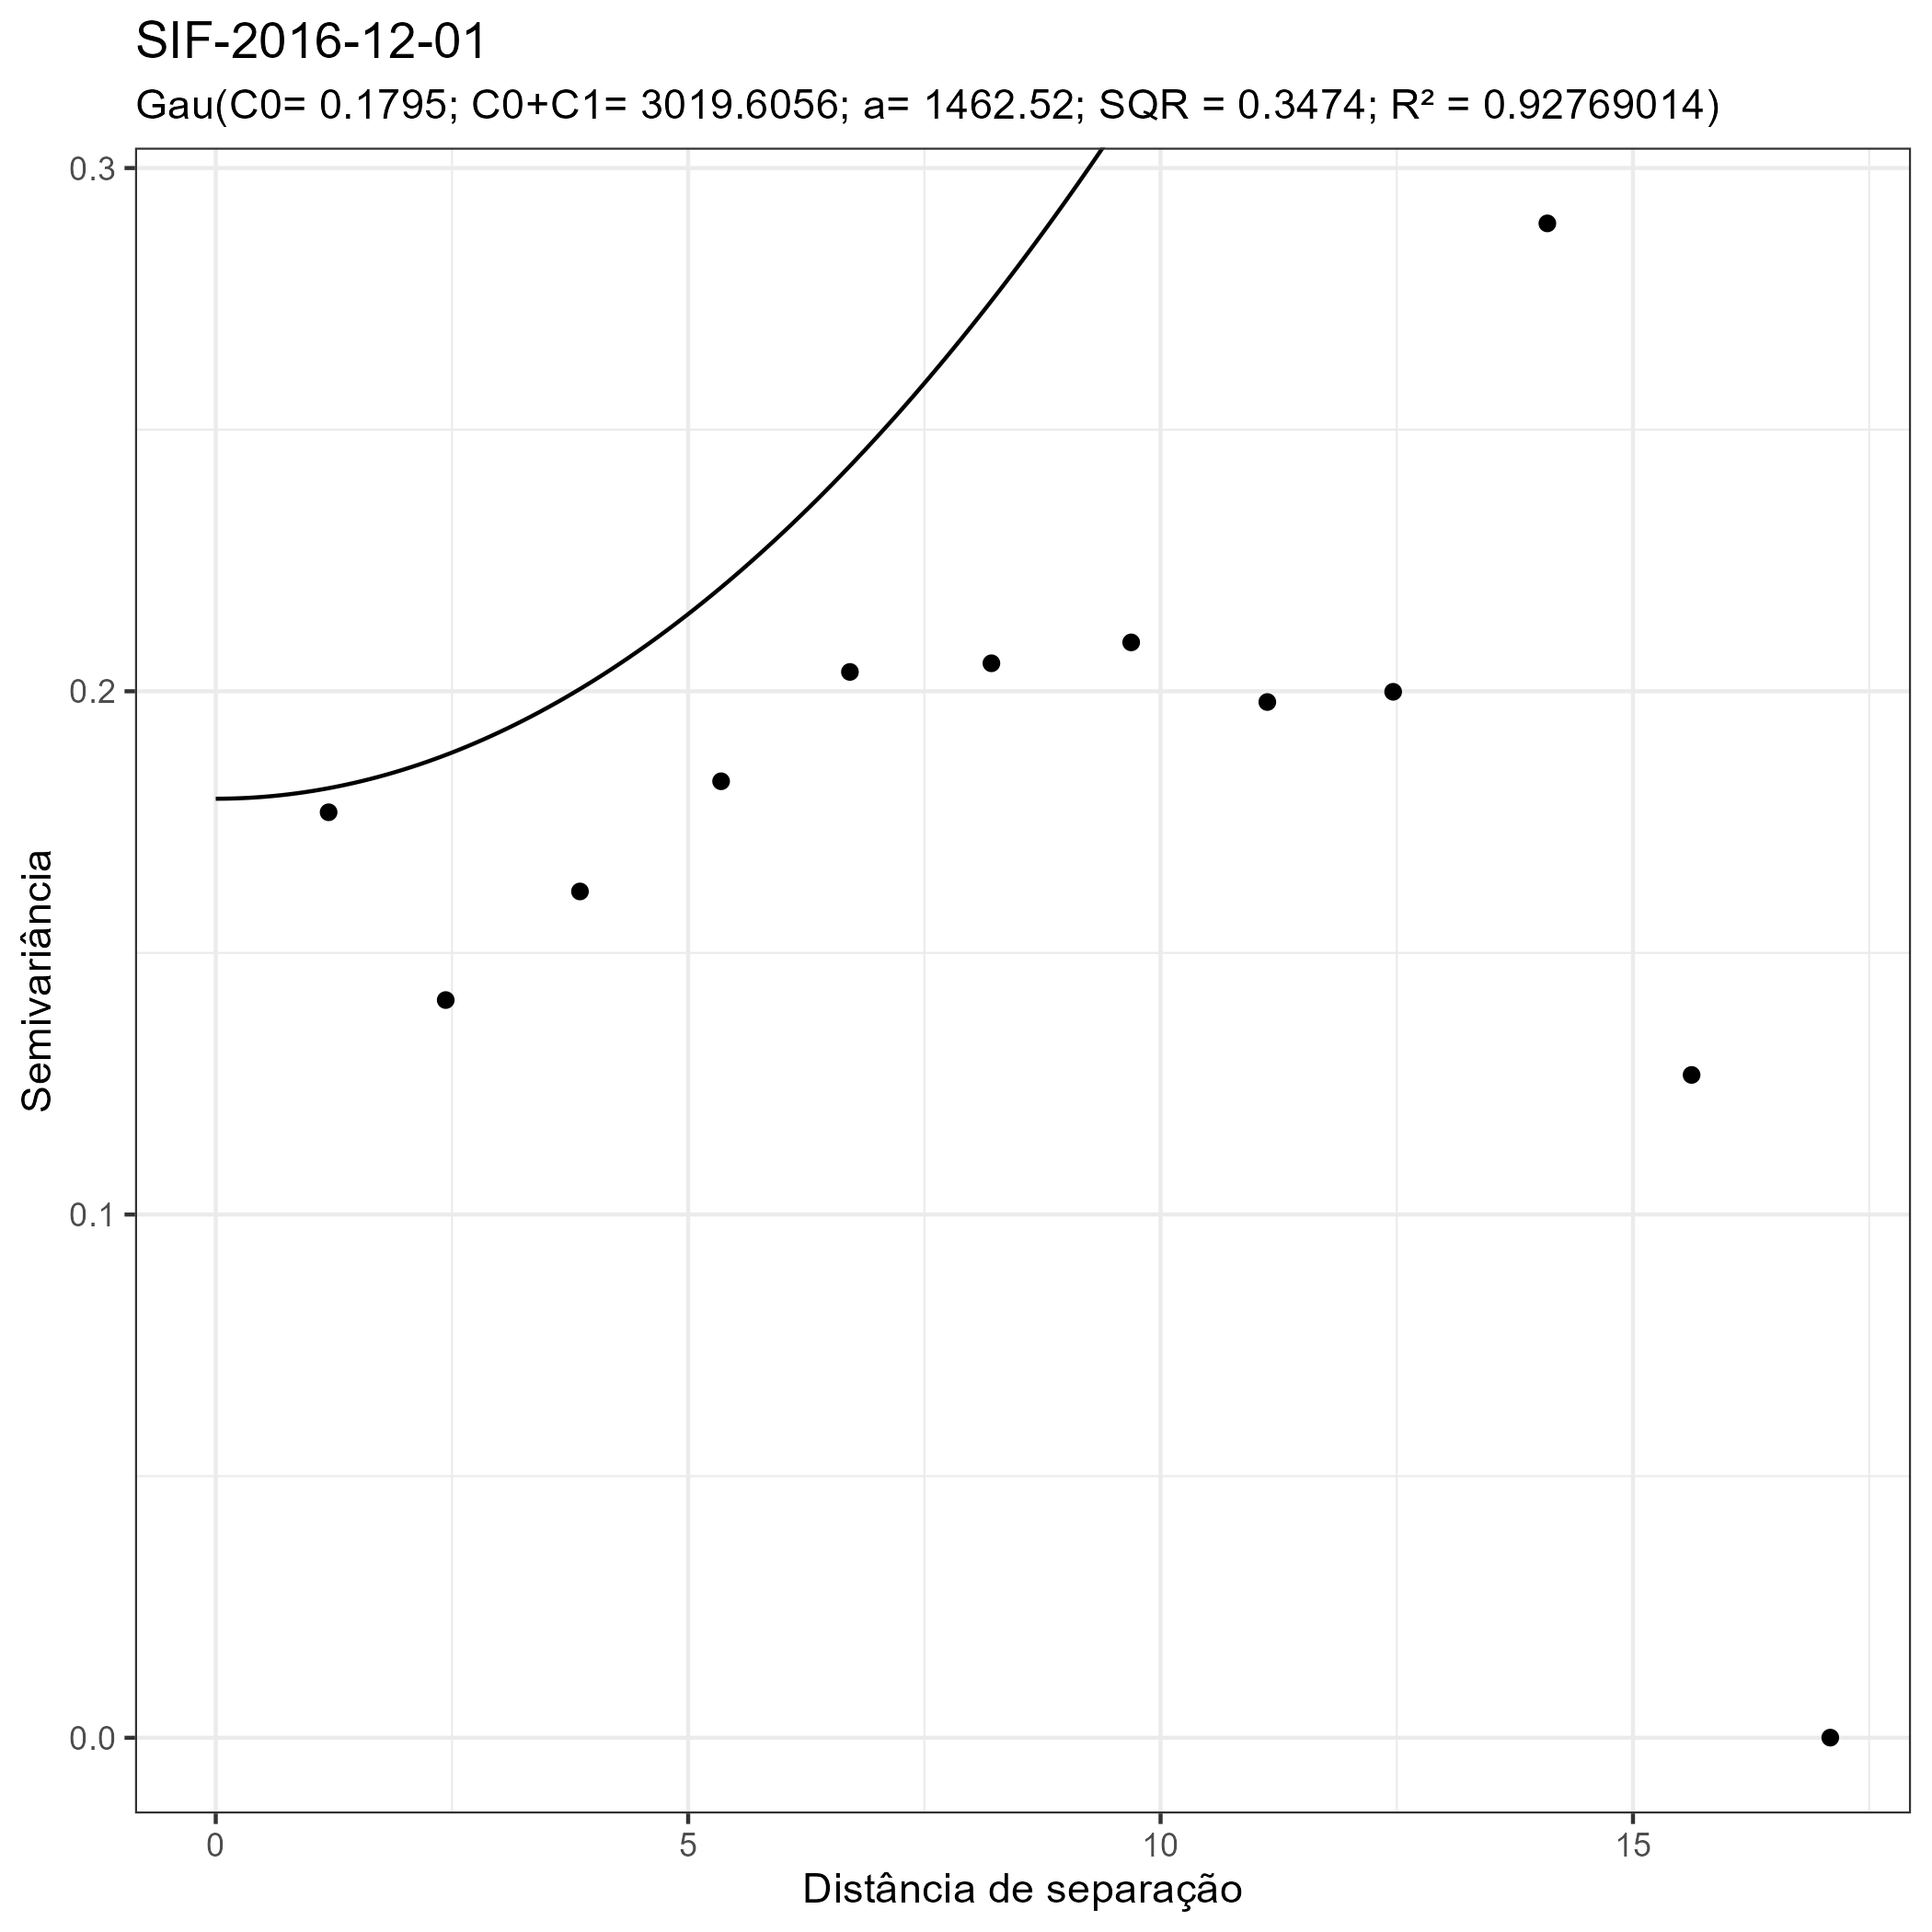 SIF-2016-12-01
Gau(C0= 0.1795; C0+C1= 3019.6056; a= 1462.52; SQR = 0.3474; R² = 0.92769014)
0.3
0.2
0.1
0.0
Semivariância
0
5
10
15
Distância de separação